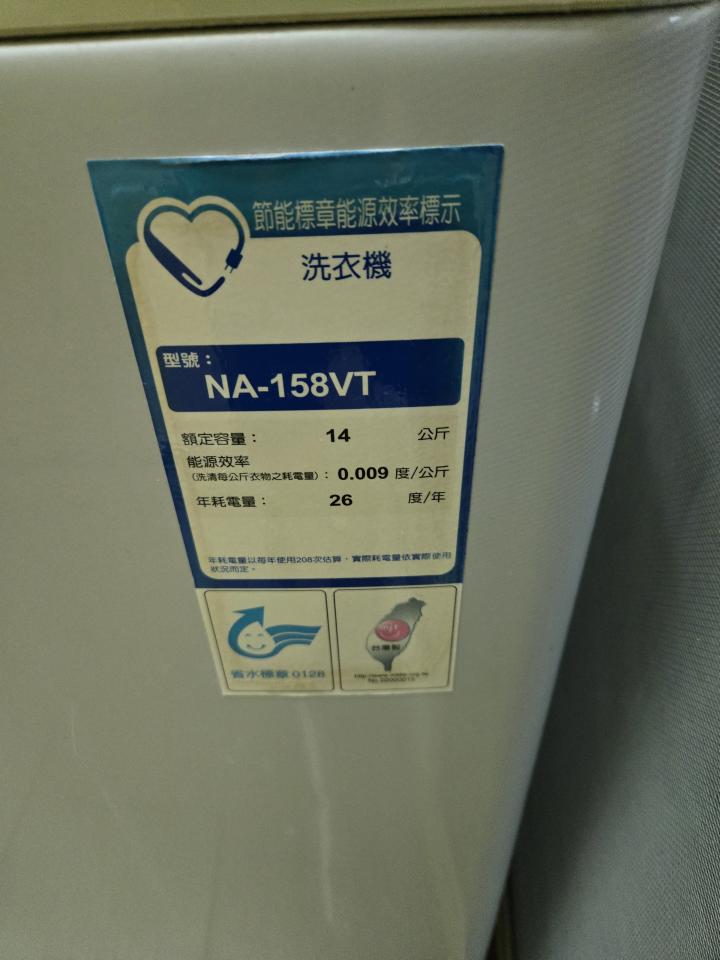 節能標章能源效率標示
洗衣機
型號：
NA-158VT
額定容量： 14 公斤
能源效率
（洗清每公斤衣物之耗電量）： 0.009 度/公斤
年耗電量： 26 度/年
年耗電量以每年使用208次估算，實際耗電量依實際使用
狀況而定。
省水標章 0128
台灣製